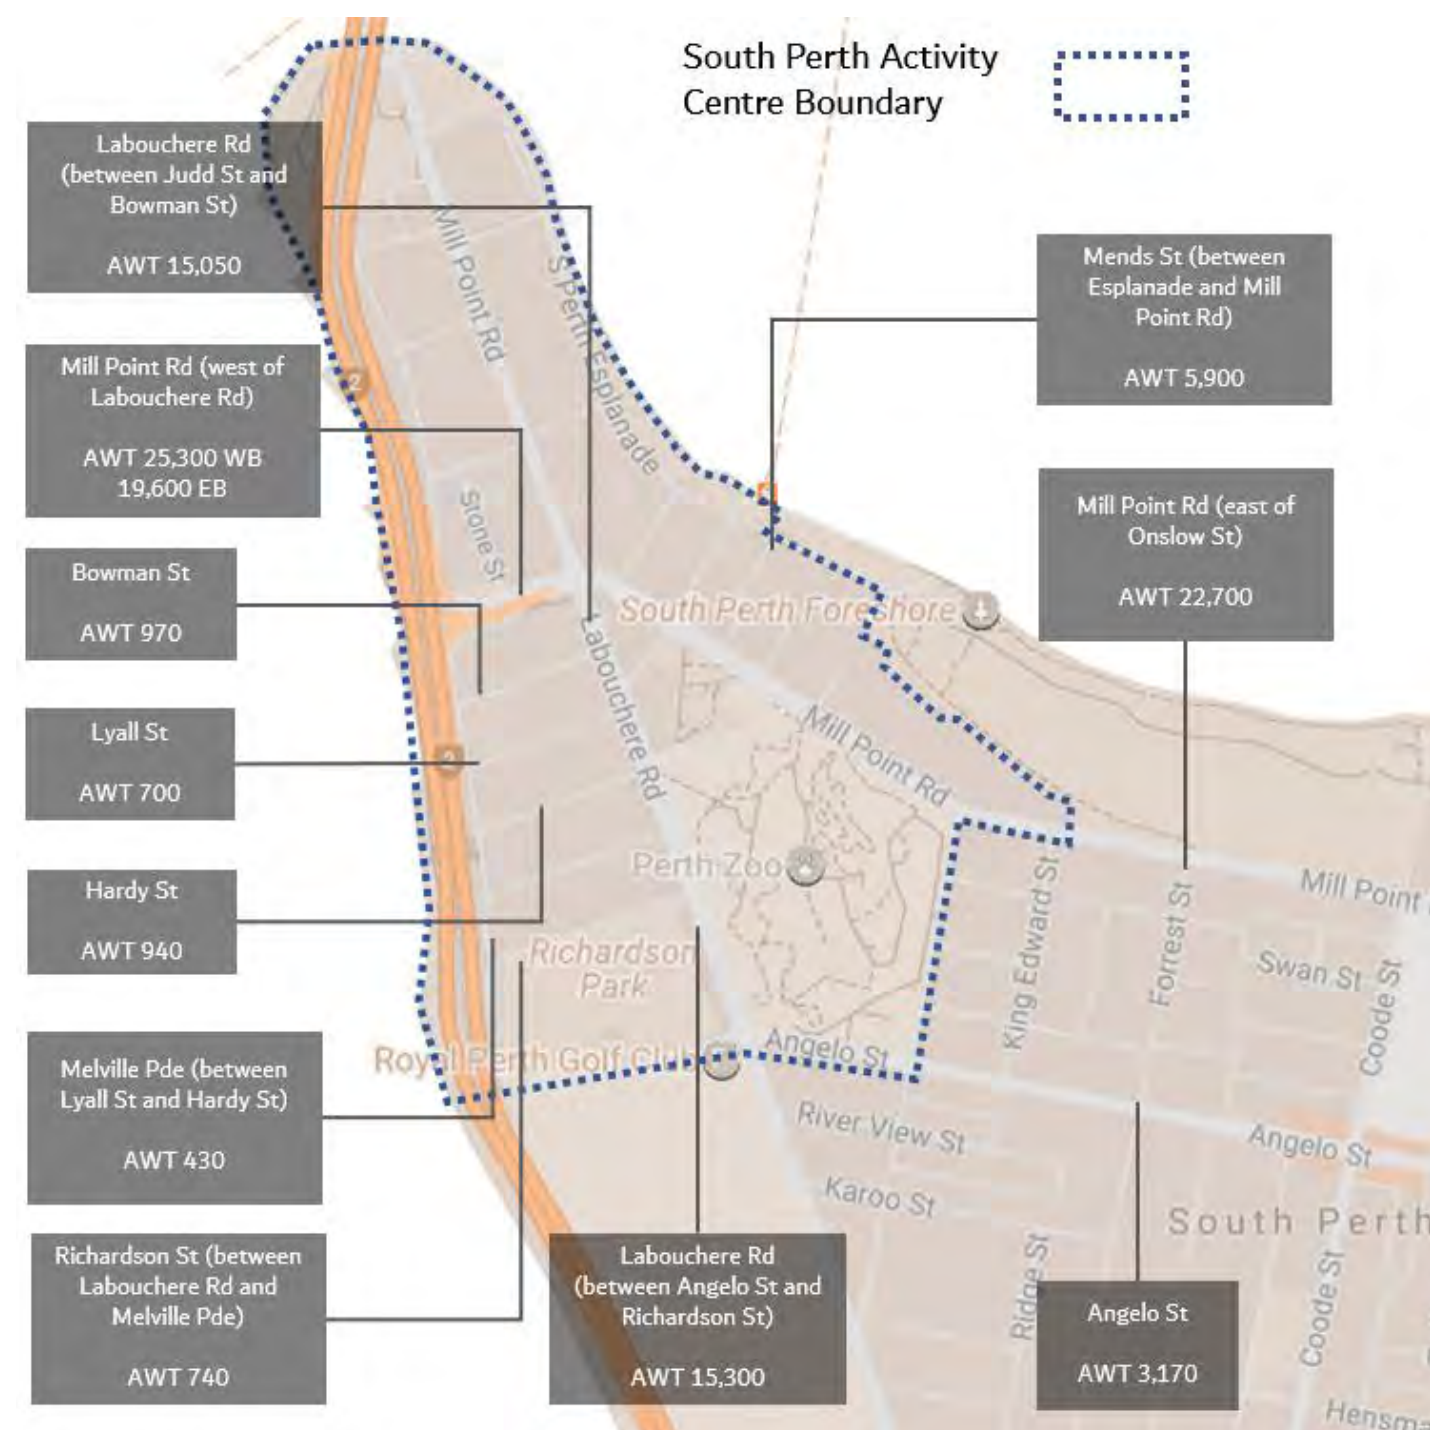 South Perth Activity
Centre Boundary
Labouchere Rd
(between Judd St and
Bowman St)
AWT 15,050
Mill Point Rd (west of
Labouchere Rd)
AWT 25,300 WB
19,600 EB
Bowman St
AWT 970
Lyall St
AWT 700
Hardy St
AWT 940
Melville Pde (between
Lyall St and Hardy St)
AWT 430
Richardson St (between
Labouchere Rd and
Melville Pde)
AWT 740
Labouchere Rd
(between Angelo St and
Richardson St)
AWT 15,300
Mends St (between
Esplanade and Mill
Point Rd)
AWT 5,900
Mill Point Rd (east of
Onslow St)
AWT 22,700
Angelo St
AWT 3,170
Mill Point Rd
S Perth Esplanade
2
Stone St
South Perth Foreshore
Labouchere Rd
Mill Point Rd
2
Perth Zoo
Richardson
Park
Royal Perth Golf Club
Angelo St
King Edward St
Forrest St
Mill Point
Swan St
Coode St
River View St
Angelo St
Karoo St
South Perth
Ridge St
Coode St
Hensma